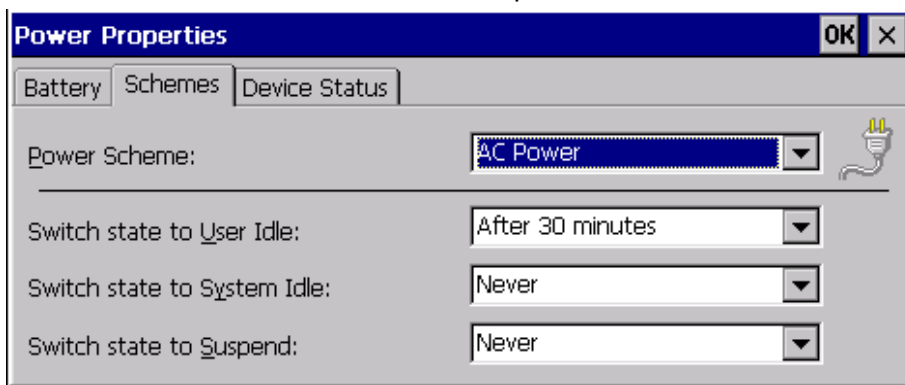 Power Properties OK ×
Battery Schemes Device Status
Power Scheme: AC Power
Switch state to User Idle: After 30 minutes
Switch state to System Idle: Never
Switch state to Suspend: Never